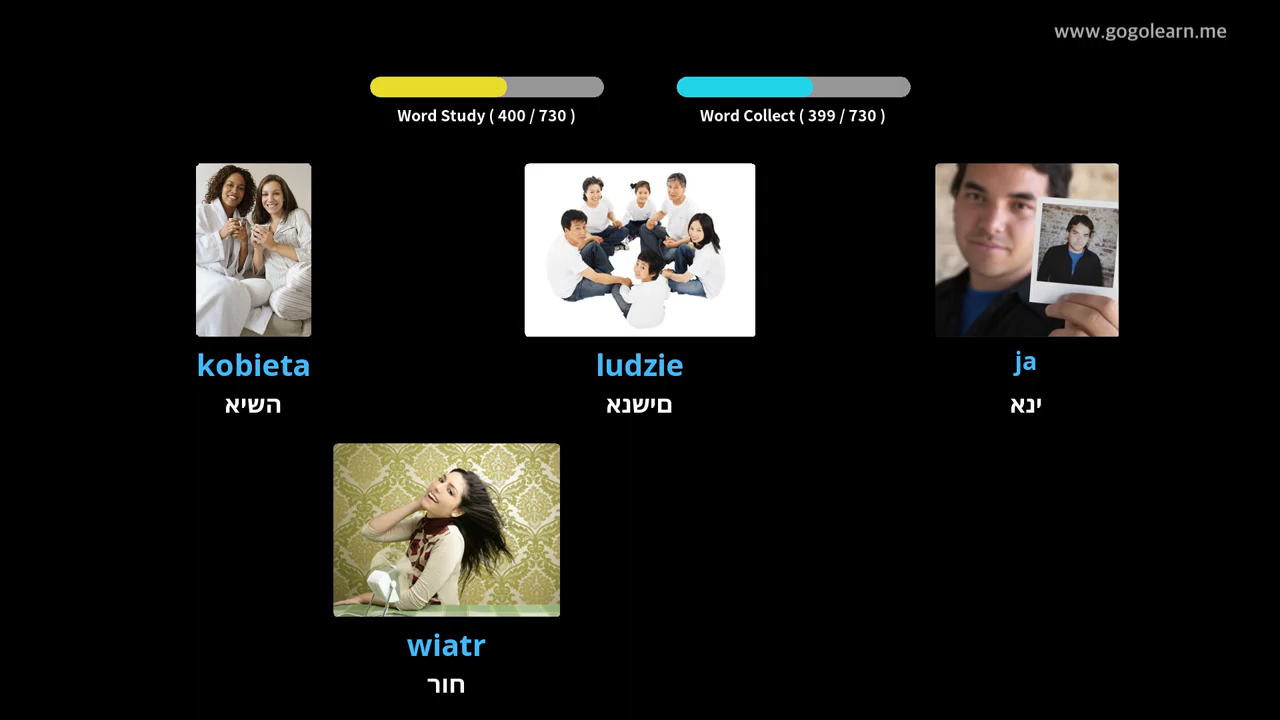 www.gogolearn.me
Word Study ( 400 / 730 )
Word Collect ( 399 / 730 )
kobieta
השיא
ludzie
םישנא
ja
ינא
wiatr
חור